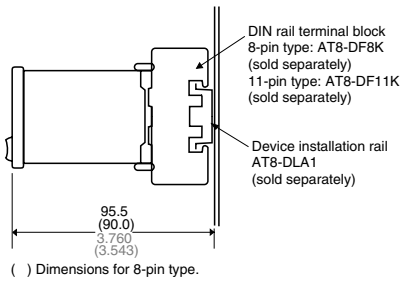 DIN rail terminal block
8-pin type: AT8-DF8K
(sold separately)
11-pin type: AT8-DF11K
(sold separately)
Device installation rail
AT8-DLA1
(sold separately)
95.5
(90.0)
3.760
(3.543)
( ) Dimensions for 8-pin type.